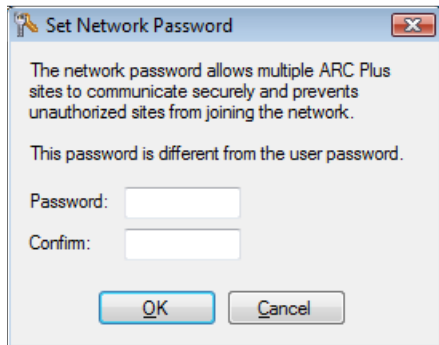 Set Network Password
The network password allows multiple ARC Plus
sites to communicate securely and prevents
unauthorized sites from joining the network.
This password is different from the user password.
Password:
Confirm:
OK Cancel